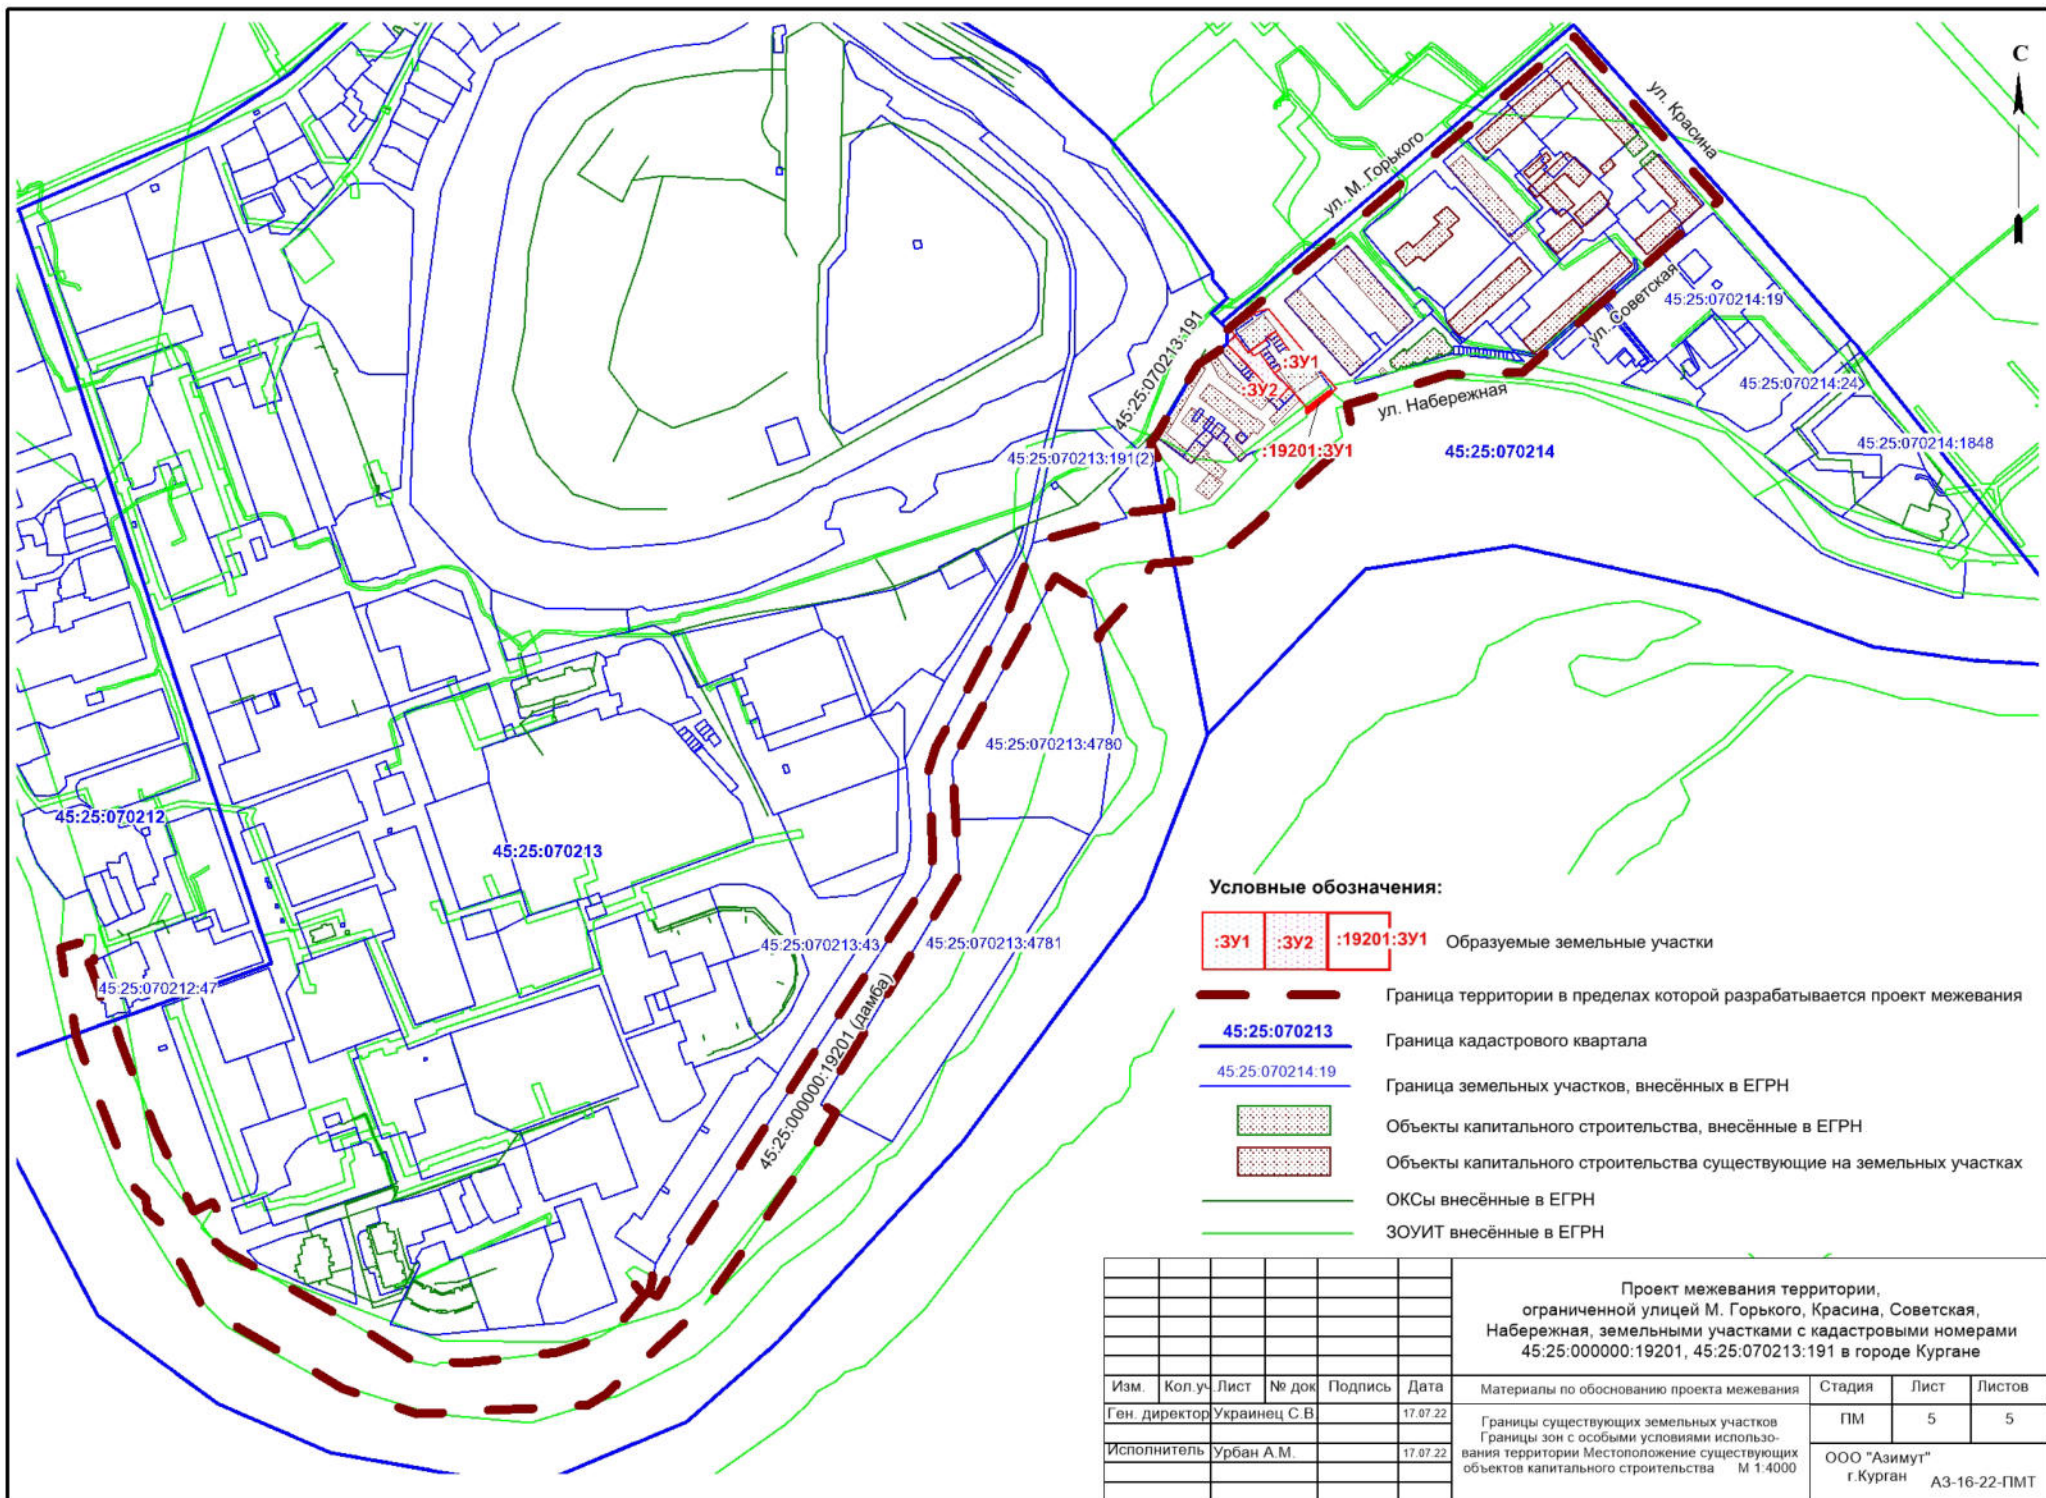 С
ул. Красина
ул. М. Горького
ул. Советская
45:25:070214:19
45:25:070213:191
:ЗУ1
:ЗУ2
45:25:070214:24
ул. Набережная
45:25:070214:1848
45:25:070213:191(2)
:19201:ЗУ1
45:25:070214
45:25:070213:4780
45:25:070212
45:25:070213
45:25:070213:43
45:25:070213:4781
45:25:070212:47
45:25:000000:19201 (дамба)
Условные обозначения:
:ЗУ1 :ЗУ2 :19201:ЗУ1 Образуемые земельные участки
Граница территории в пределах которой разрабатывается проект межевания
45:25:070213
Граница кадастрового квартала
45:25:070214:19
Граница земельных участков, внесённых в ЕГРН
Объекты капитального строительства, внесённые в ЕГРН
Объекты капитального строительства существующие на земельных участках
ОКСы внесённые в ЕГРН
ЗОУИТ внесённые в ЕГРН
Проект межевания территории,
ограниченной улицей М. Горького, Красина, Советская,
Набережная, земельными участками с кадастровыми номерами
45:25:000000:19201, 45:25:070213:191 в городе Кургане
Изм. Кол.уч Лист № док Подпись Дата
Материалы по обоснованию проекта межевания
Стадия Лист Листов
Ген. директор Украинец С.В 17.07.22
ПМ 5 5
Исполнитель Урбан А.М. 17.07.22
Границы существующих земельных участков
Границы зон с особыми условиями использо-
вания территории Местоположение существующих
объектов капитального строительства М 1:4000
ООО "Азимут"
г.Курган АЗ-16-22-ПМТ